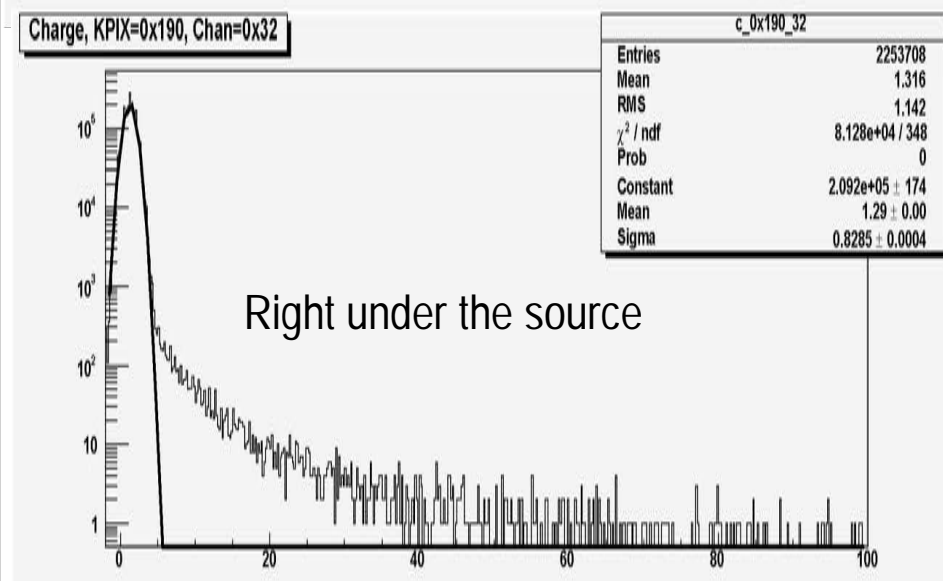 Charge, KPIX=0x190, Chan=0x32
c_0x190_32
Entries 2253708
Mean 1.316
RMS 1.142
χ² / ndf 8.128e+04 / 348
Prob 0
Constant 2.092e+05 ± 174
Mean 1.29 ± 0.00
Sigma 0.8285 ± 0.0004
10⁵
10⁴
10³
Right under the source
10²
10
1
0 20 40 60 80 100